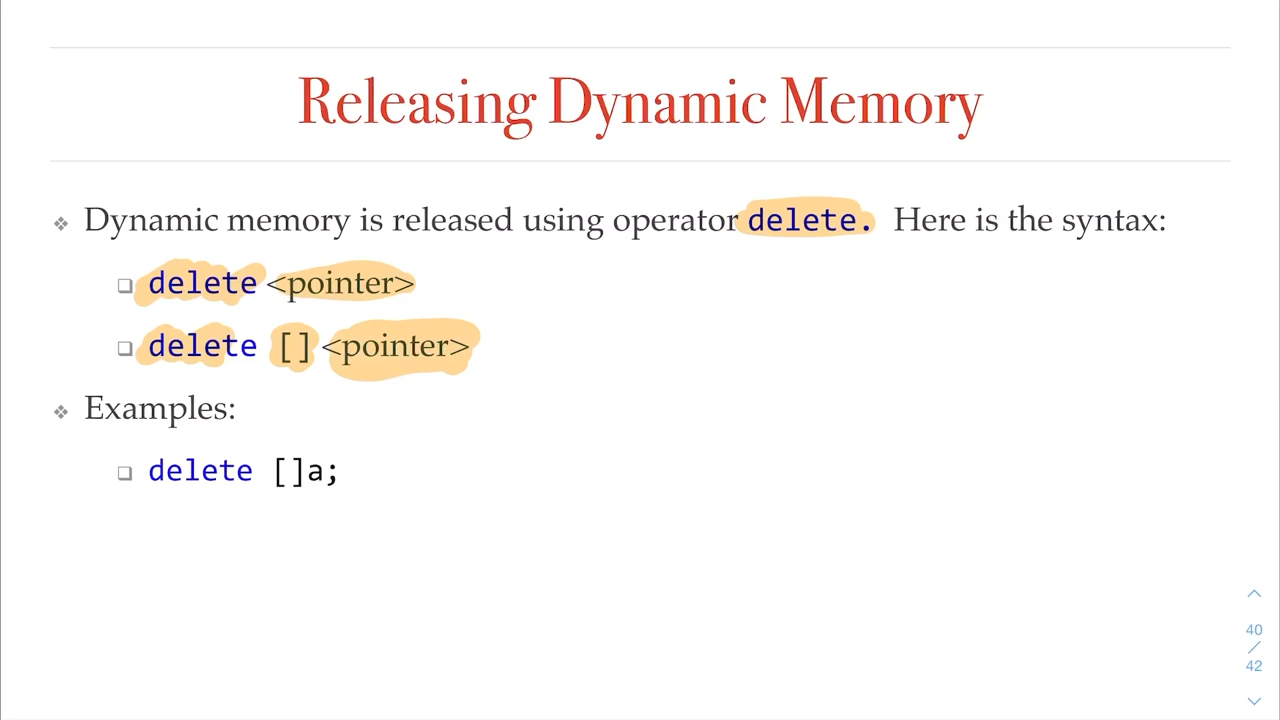 Releasing Dynamic Memory
Dynamic memory is released using operator delete. Here is the syntax:
delete <pointer>
delete []<pointer>
Examples:
delete []a;
40
/
42